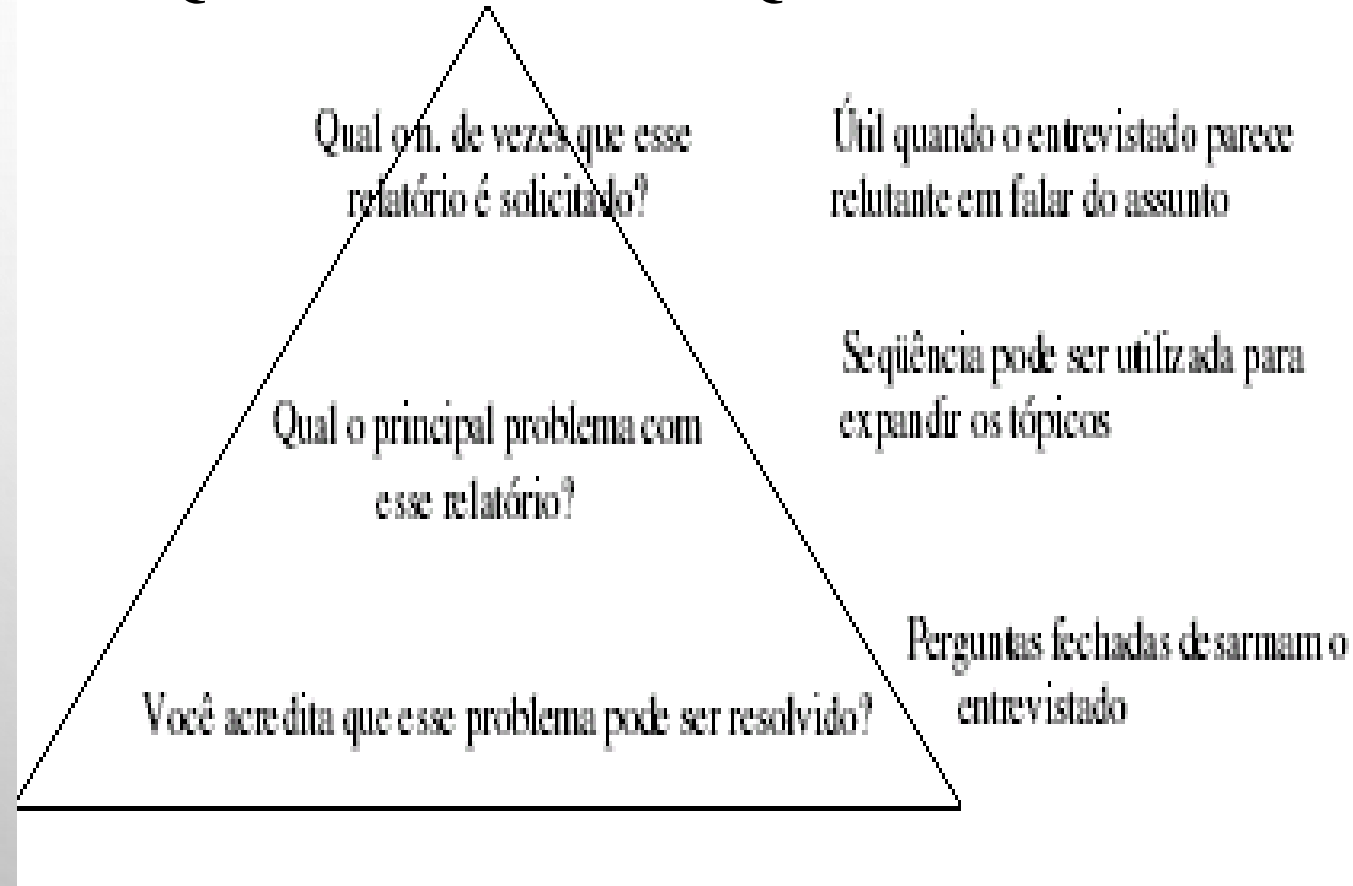 Qual o n. de vezes que esse
relatório é solicitado?
Útil quando o entrevistado parece
relutante em falar do assunto
Seqüência pode ser utilizada para
expandir os tópicos
Qual o principal problema com
esse relatório?
Perguntas fechadas desarmam o
entrevistado
Você acredita que esse problema pode ser resolvido?